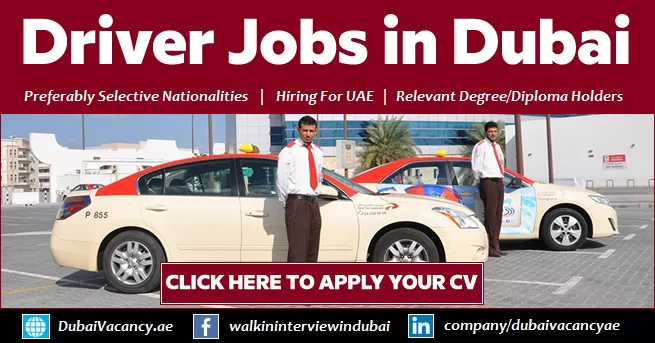 Driver Jobs in Dubai
Preferably Selective Nationalities | Hiring For UAE | Relevant Degree/Diploma Holders
P 855
CLICK HERE TO APPLY YOUR CV
DubaiVacancy.ae walkininterviewindubai company/dubaivacancyae